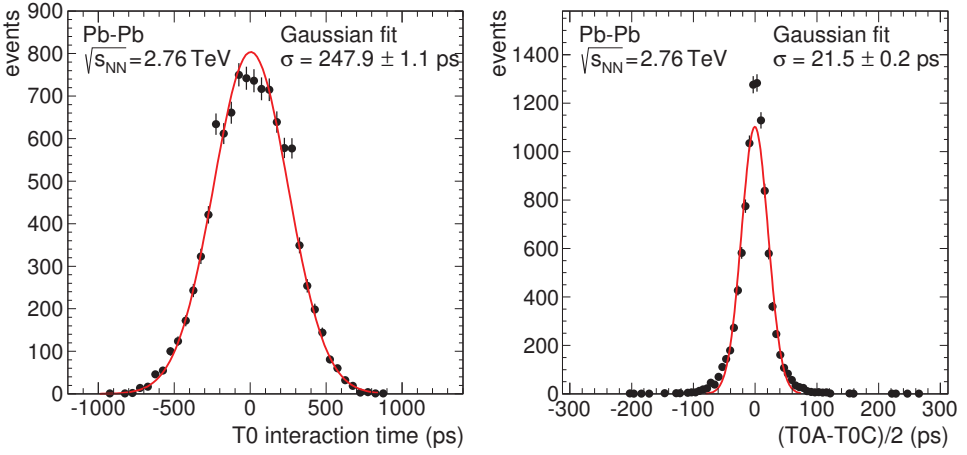 events
900
800
700
600
500
400
300
200
100
0
Pb-Pb
√sNN = 2.76 TeV
Gaussian fit
σ = 247.9 ± 1.1 ps
-1000 -500 0 500 1000
T0 interaction time (ps)
events
1400
1200
1000
800
600
400
200
0
Pb-Pb
√sNN = 2.76 TeV
Gaussian fit
σ = 21.5 ± 0.2 ps
-300 -200 -100 0 100 200 300
(T0A-T0C)/2 (ps)